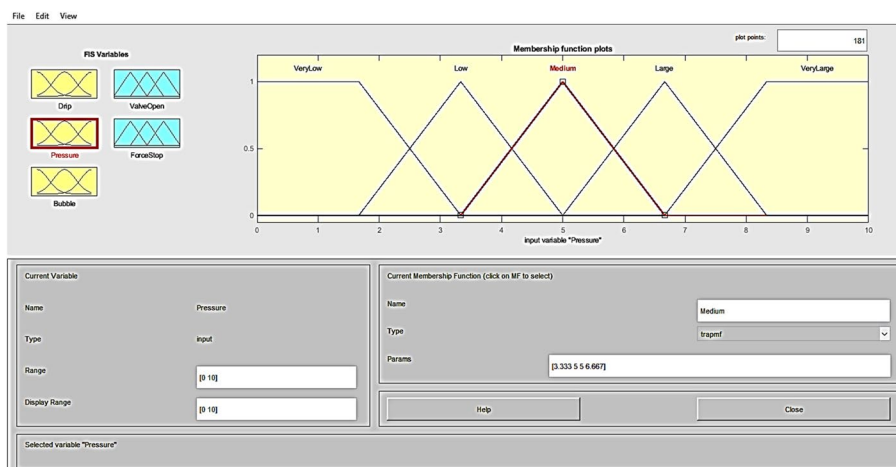 File Edit View
FIS Variables
Drip
ValveOpen
Pressure
ForceStop
Bubble
Membership function plots
plot points:
181
VeryLow Low Medium Large VeryLarge
1
0.5
0
0 1 2 3 4 5 6 7 8 9 10
input variable "Pressure"
Current Variable
Name Pressure
Type input
Range [0 10]
Display Range [0 10]
Current Membership Function (click on MF to select)
Name Medium
Type trapmf
Params [3.333 5 5 6.667]
Help Close
Selected variable "Pressure"